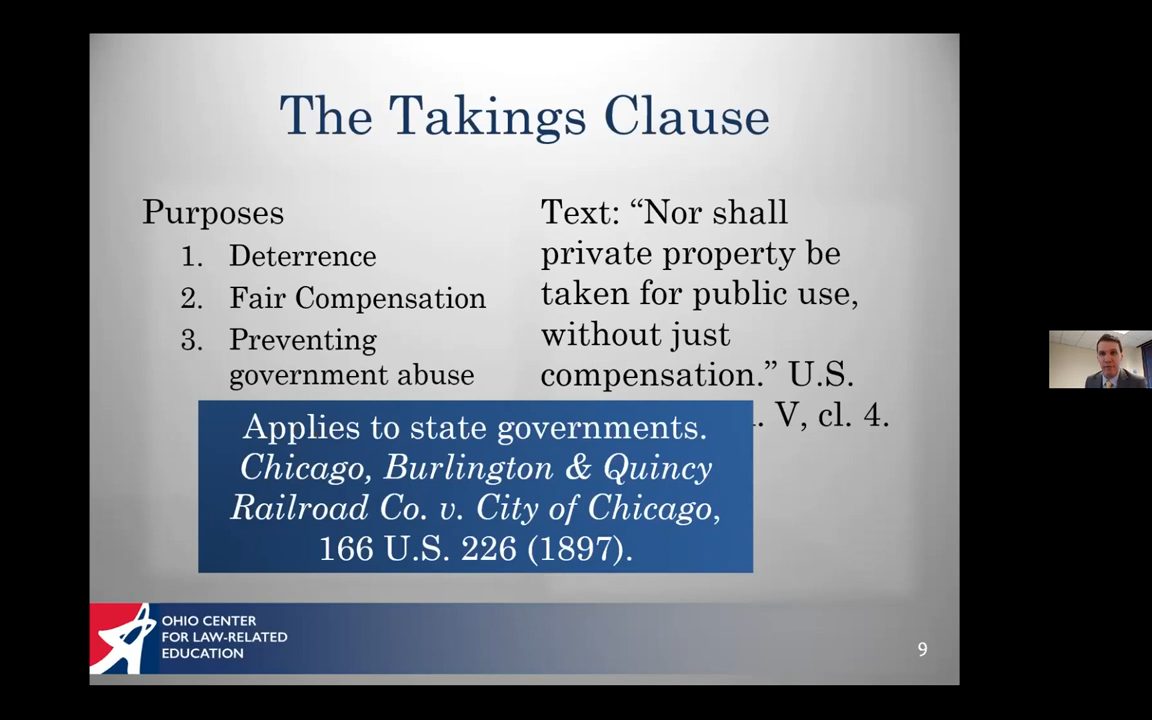 The Takings Clause
Purposes
1. Deterrence
2. Fair Compensation
3. Preventing
government abuse
Text: “Nor shall
private property be
taken for public use,
without just
compensation.” U.S.
. V, cl. 4.
Applies to state governments.
Chicago, Burlington & Quincy
Railroad Co. v. City of Chicago,
166 U.S. 226 (1897).
OHIO CENTER
FOR LAW-RELATED
EDUCATION
9